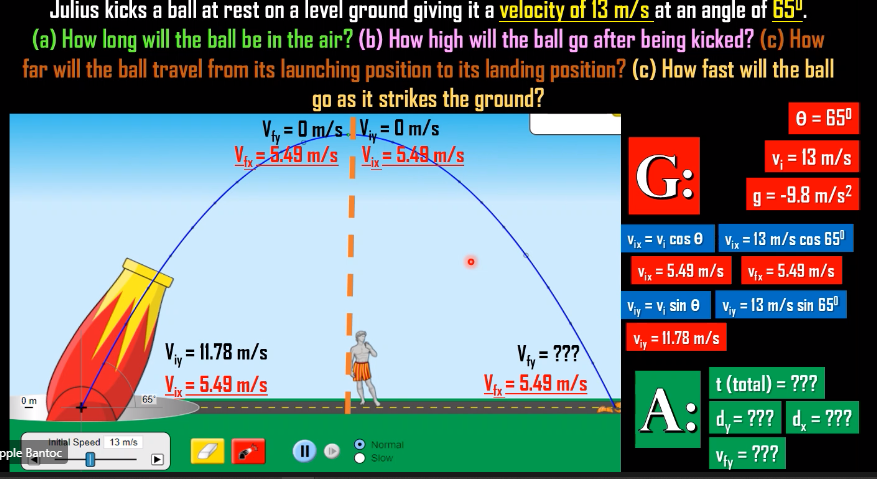 Julius kicks a ball at rest on a level ground giving it a velocity of 13 m/s at an angle of 65⁰.
(a) How long will the ball be in the air? (b) How high will the ball go after being kicked? (c) How
far will the ball travel from its launching position to its landing position? (c) How fast will the ball
go as it strikes the ground?
V_fy = 0 m/s V_iy = 0 m/s
V_fx = 5.49 m/s V_ix = 5.49 m/s
θ = 65⁰
G:
v_i = 13 m/s
g = -9.8 m/s²
v_ix = v_i cos θ v_ix = 13 m/s cos 65⁰
v_ix = 5.49 m/s v_fx = 5.49 m/s
v_iy = v_i sin θ v_iy = 13 m/s sin 65⁰
v_iy = 11.78 m/s
V_iy = 11.78 m/s
V_ix = 5.49 m/s
V_fy = ???
V_fx = 5.49 m/s
0 m
65°
A:
t (total) = ???
d_y = ??? d_x = ???
v_fy = ???
Initial Speed 13 m/s
Normal
Slow
pple Bantoc